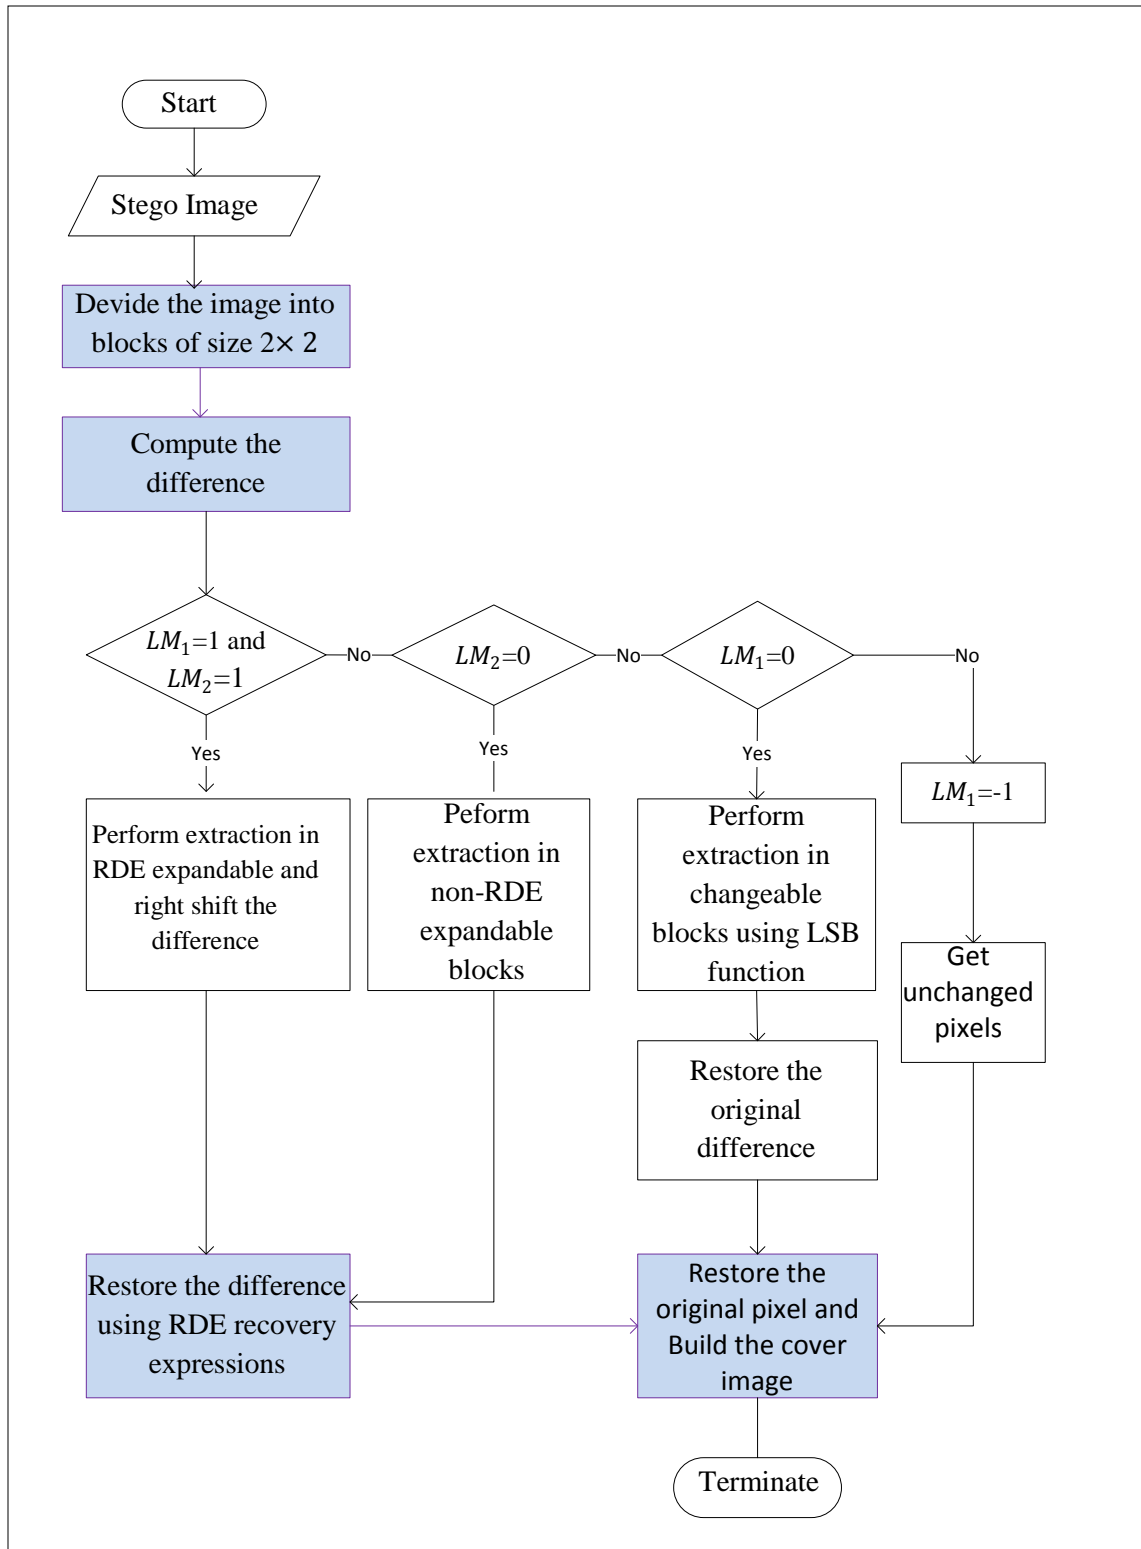 Start
Stego Image
Devide the image into
blocks of size 2× 2
Compute the
difference
𝐿𝑀₁=1 and
𝐿𝑀₂=1
No
𝐿𝑀₂=0
No
𝐿𝑀₁=0
No
Yes
Yes
Yes
𝐿𝑀₁=-1
Perform extraction in
RDE expandable and
right shift the
difference
Peform
extraction in
non-RDE
expandable
blocks
Perform
extraction in
changeable
blocks using LSB
function
Get
unchanged
pixels
Restore the
original
difference
Restore the difference
using RDE recovery
expressions
Restore the
original pixel and
Build the cover
image
Terminate